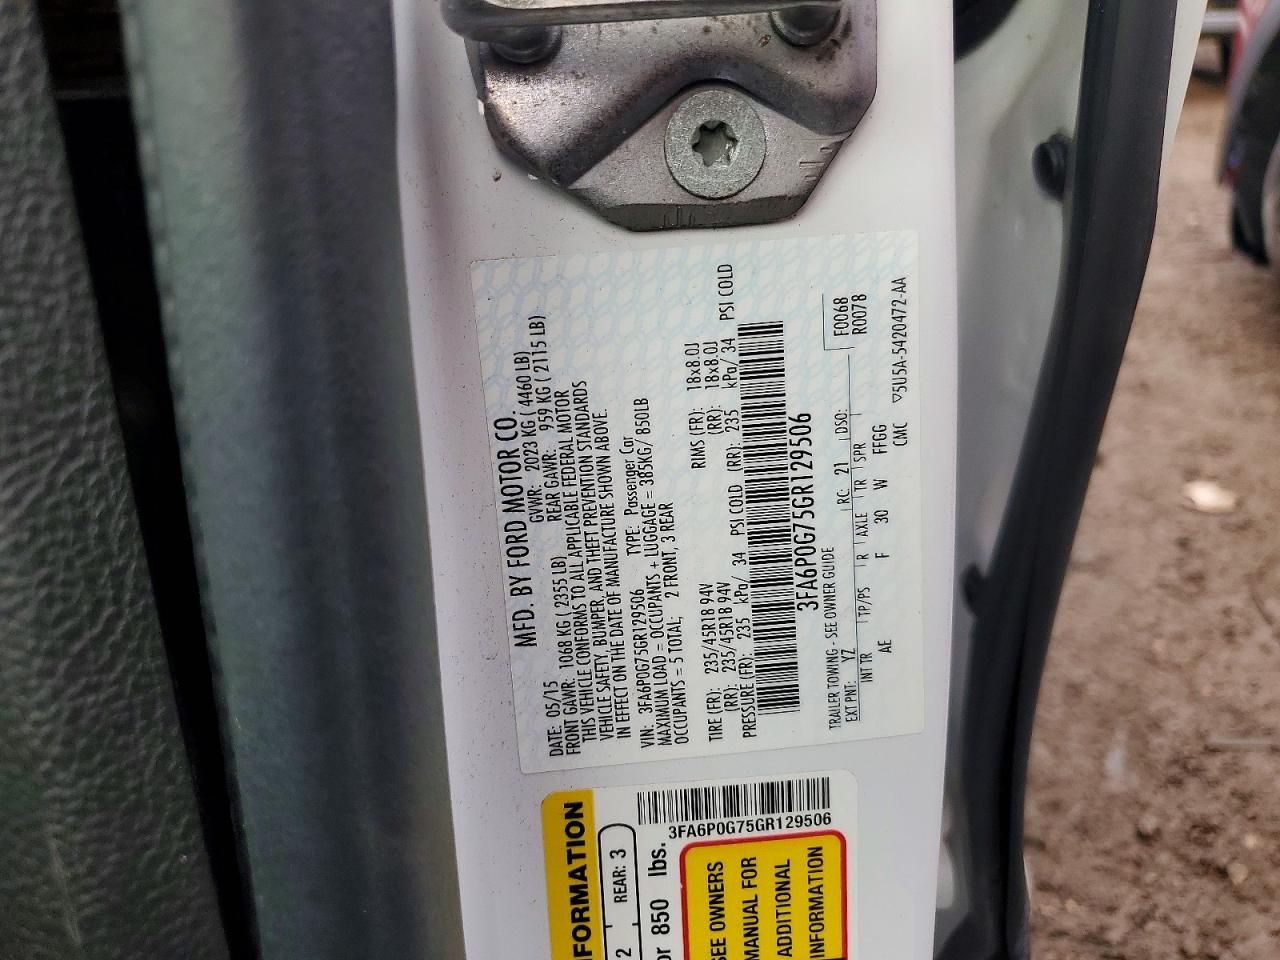 MFD. BY FORD MOTOR CO.
DATE: 05/15 GVWR: 2023 KG ( 4460 LB)
FRONT GAWR: 1068 KG ( 2355 LB) REAR GAWR: 959 KG ( 2115 LB)
THIS VEHICLE CONFORMS TO ALL APPLICABLE FEDERAL MOTOR
VEHICLE SAFETY, BUMPER, AND THEFT PREVENTION STANDARDS
IN EFFECT ON THE DATE OF MANUFACTURE SHOWN ABOVE.
VIN: 3FA6P0G75GR129506 TYPE: Passenger Car
MAXIMUM LOAD = OCCUPANTS + LUGGAGE = 385KG/ 850LB
OCCUPANTS = 5 TOTAL; 2 FRONT, 3 REAR
TIRE (FR): 235/45R18 94V RIMS (FR): 18x8.0J
(RR): 235/45R18 94V (RR): 18x8.0J
PRESSURE (FR): 235 kPa/ 34 PSI COLD (RR): 235 kPa/ 34 PSI COLD
3FA6P0G75GR129506
TRAILER TOWING - SEE OWNER GUIDE F0068
EXT PNT: YZ RC: 21 DSO: R0078
INT TR TP/PS R AXLE TR SPR
AE F 30 W FFGG
CMC ▽5U5A-5420472-AA
NFORMATION
2 REAR: 3
or 850 lbs.
3FA6P0G75GR129506
SEE OWNERS
MANUAL FOR
ADDITIONAL
INFORMATION